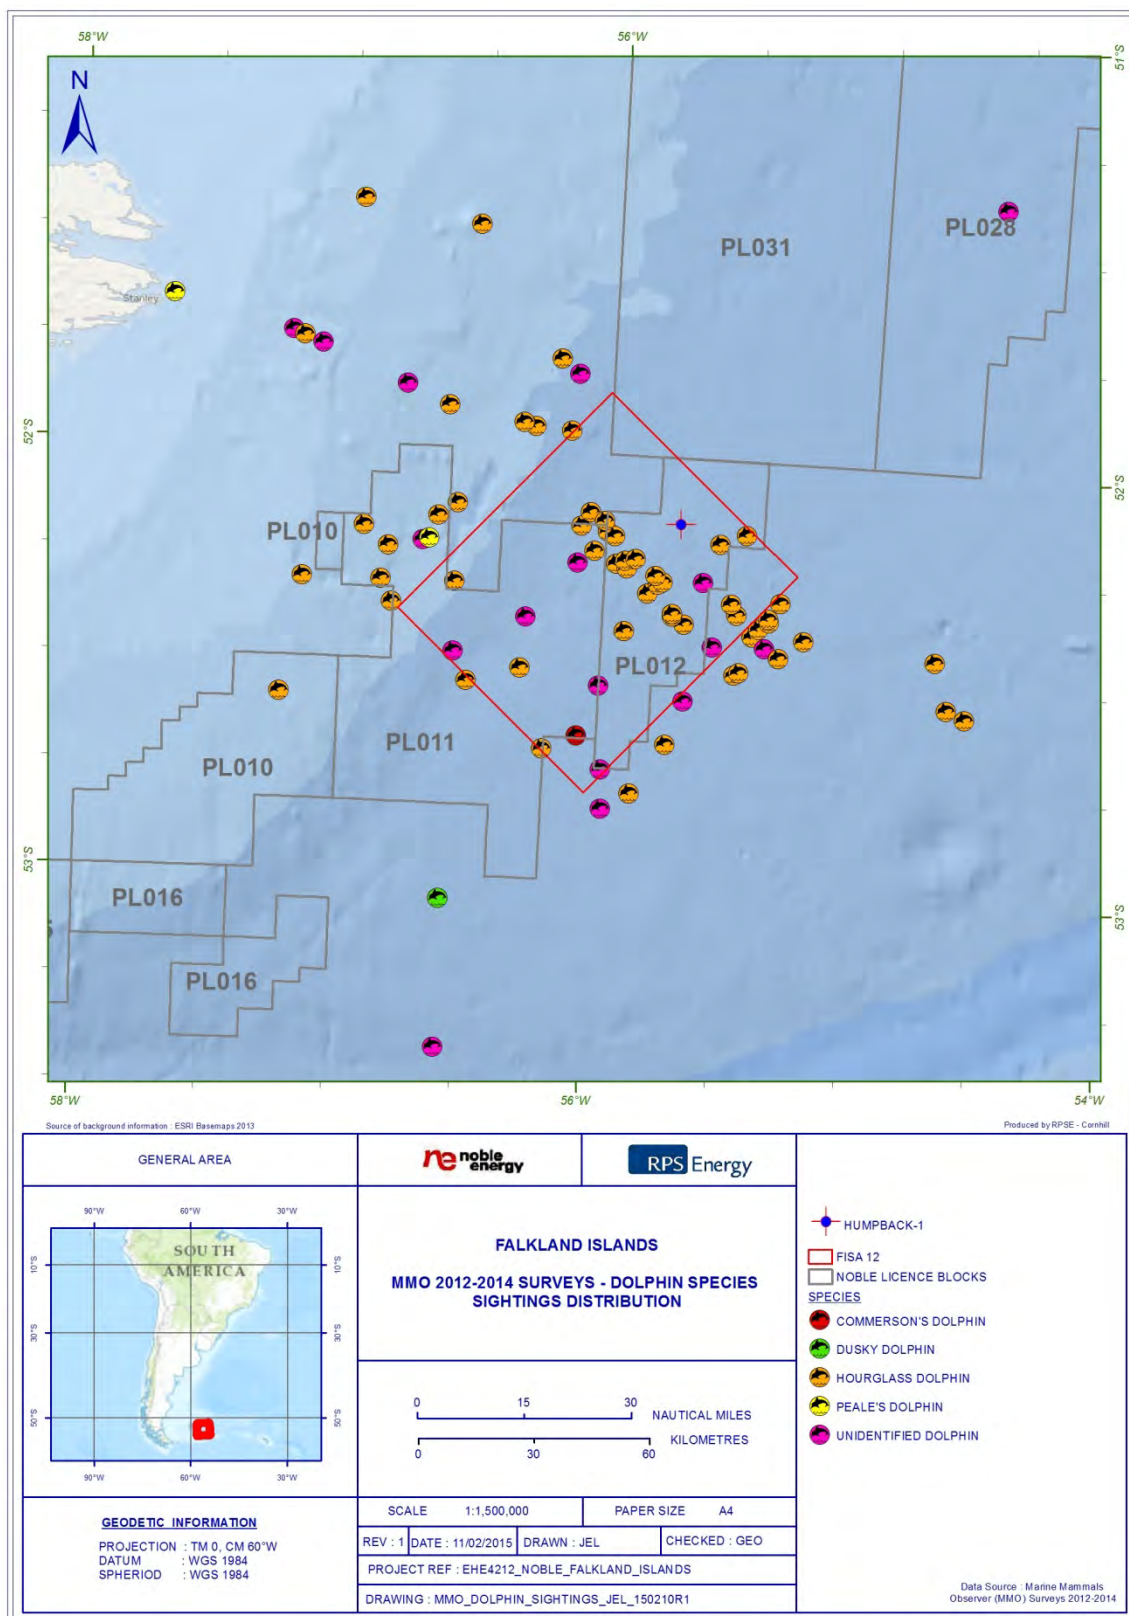 58°W
56°W
51°S
N
PL028
PL031
Stanley
52°S
52°S
PL010
PL012
PL011
PL010
53°S
PL016
53°S
PL016
58°W
56°W
54°W
Source of background information : ESRI Basemaps 2013
Produced by RPSE - Cornhill
GENERAL AREA
noble energy
RPS Energy
90°W
60°W
30°W
SOUTH
AMERICA
10°S
10°S
30°S
30°S
50°S
50°S
90°W
60°W
30°W
FALKLAND ISLANDS
MMO 2012-2014 SURVEYS - DOLPHIN SPECIES
SIGHTINGS DISTRIBUTION
0 15 30
NAUTICAL MILES
KILOMETRES
0 30 60
HUMPBACK-1
FISA 12
NOBLE LICENCE BLOCKS
SPECIES
COMMERSON'S DOLPHIN
DUSKY DOLPHIN
HOURGLASS DOLPHIN
PEALE'S DOLPHIN
UNIDENTIFIED DOLPHIN
GEODETIC INFORMATION
PROJECTION : TM 0, CM 60°W
DATUM : WGS 1984
SPHERIOD : WGS 1984
SCALE 1:1,500,000
PAPER SIZE A4
REV : 1
DATE : 11/02/2015
DRAWN : JEL
CHECKED : GEO
PROJECT REF : EHE4212_NOBLE_FALKLAND_ISLANDS
DRAWING : MMO_DOLPHIN_SIGHTINGS_JEL_150210R1
Data Source : Marine Mammals
Observer (MMO) Surveys 2012-2014